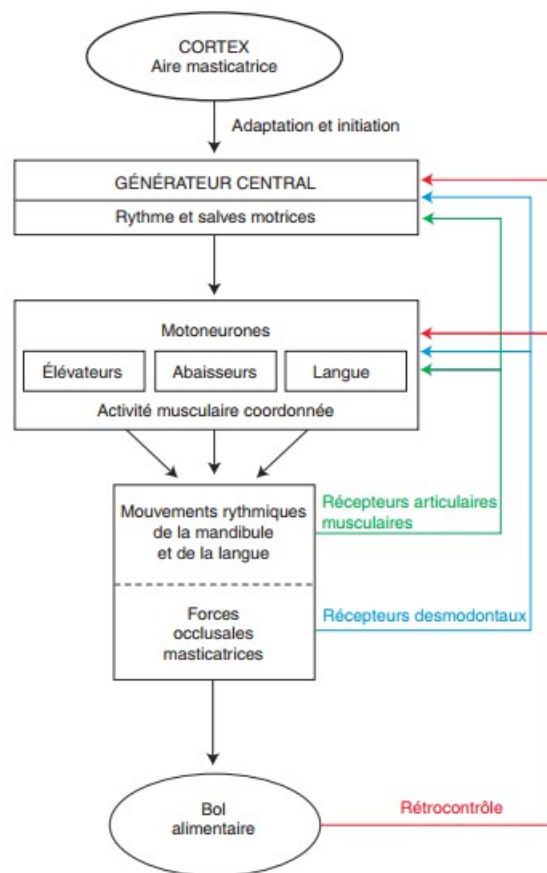 CORTEX
Aire masticatrice
Adaptation et initiation
GÉNÉRATEUR CENTRAL
Rythme et salves motrices
Motoneurones
Élévateurs
Abaisseurs
Langue
Activité musculaire coordonnée
Mouvements rythmiques
de la mandibule
et de la langue
Récepteurs articulaires
musculaires
Forces
occlusales
masticatrices
Récepteurs desmodontaux
Bol
alimentaire
Rétrocontrôle